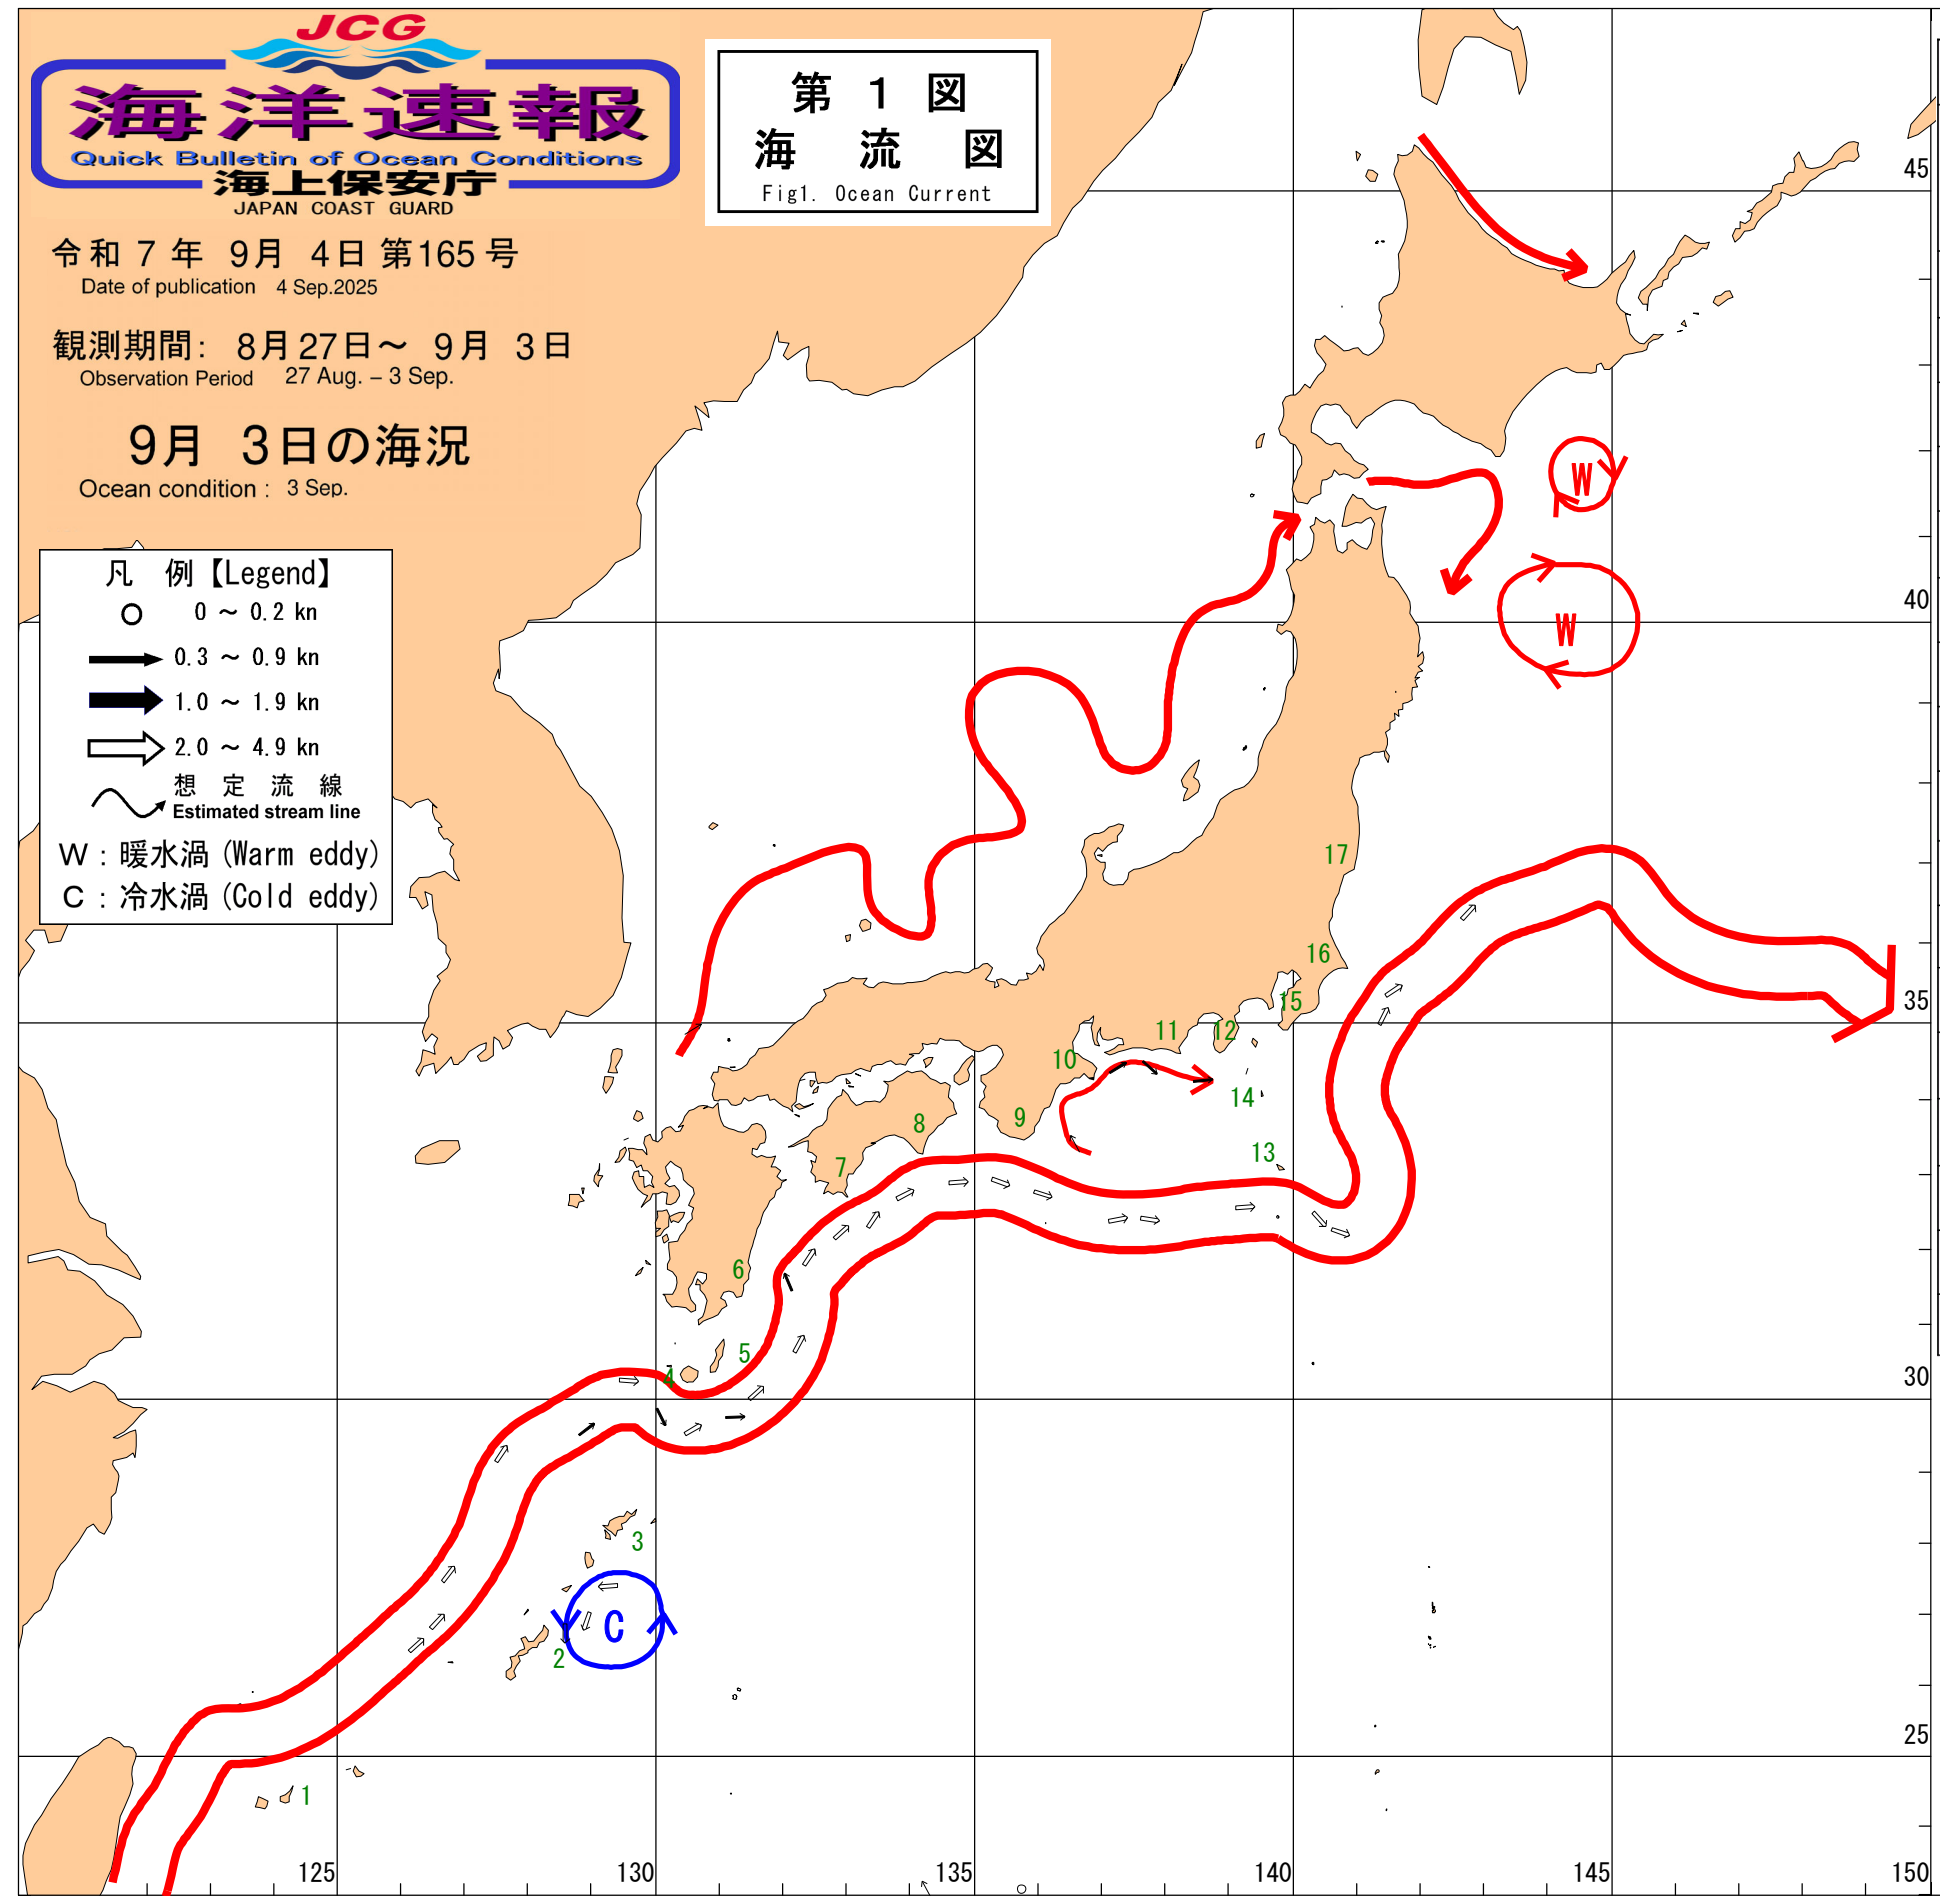 JCG
海洋速報
Quick Bulletin of Ocean Conditions
海上保安庁
JAPAN COAST GUARD
令和 7 年 9月 4日 第165号
Date of publication 4 Sep.2025
観測期間: 8月27日～ 9月 3日
Observation Period 27 Aug. – 3 Sep.
9月 3日の海況
Ocean condition : 3 Sep.
第 1 図
海 流 図
Fig1. Ocean Current
凡 例【Legend】
0 ～ 0.2 kn
0.3 ～ 0.9 kn
1.0 ～ 1.9 kn
2.0 ～ 4.9 kn
想 定 流 線
Estimated stream line
W : 暖水渦 (Warm eddy)
C : 冷水渦 (Cold eddy)
45
W
40
W
17
16
35
15
12
11
10
14
9
8
13
7
6
5
4
30
3
C
2
25
1
125
130
135
140
145
150